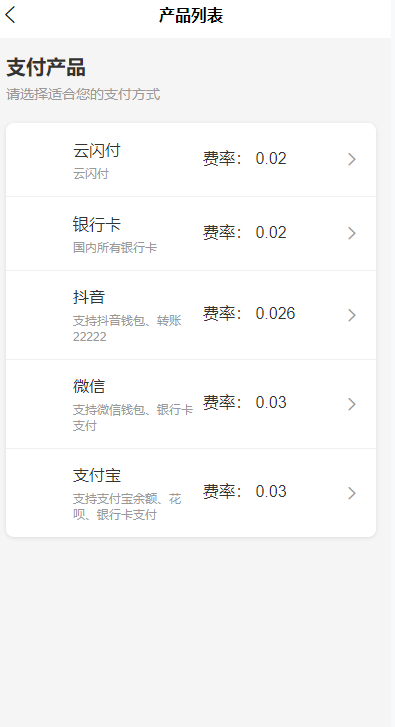 产品列表
支付产品
请选择适合您的支付方式
云闪付
云闪付
费率： 0.02
银行卡
国内所有银行卡
费率： 0.02
抖音
支持抖音钱包、转账
22222
费率： 0.026
微信
支持微信钱包、银行卡
支付
费率： 0.03
支付宝
支持支付宝余额、花
呗、银行卡支付
费率： 0.03